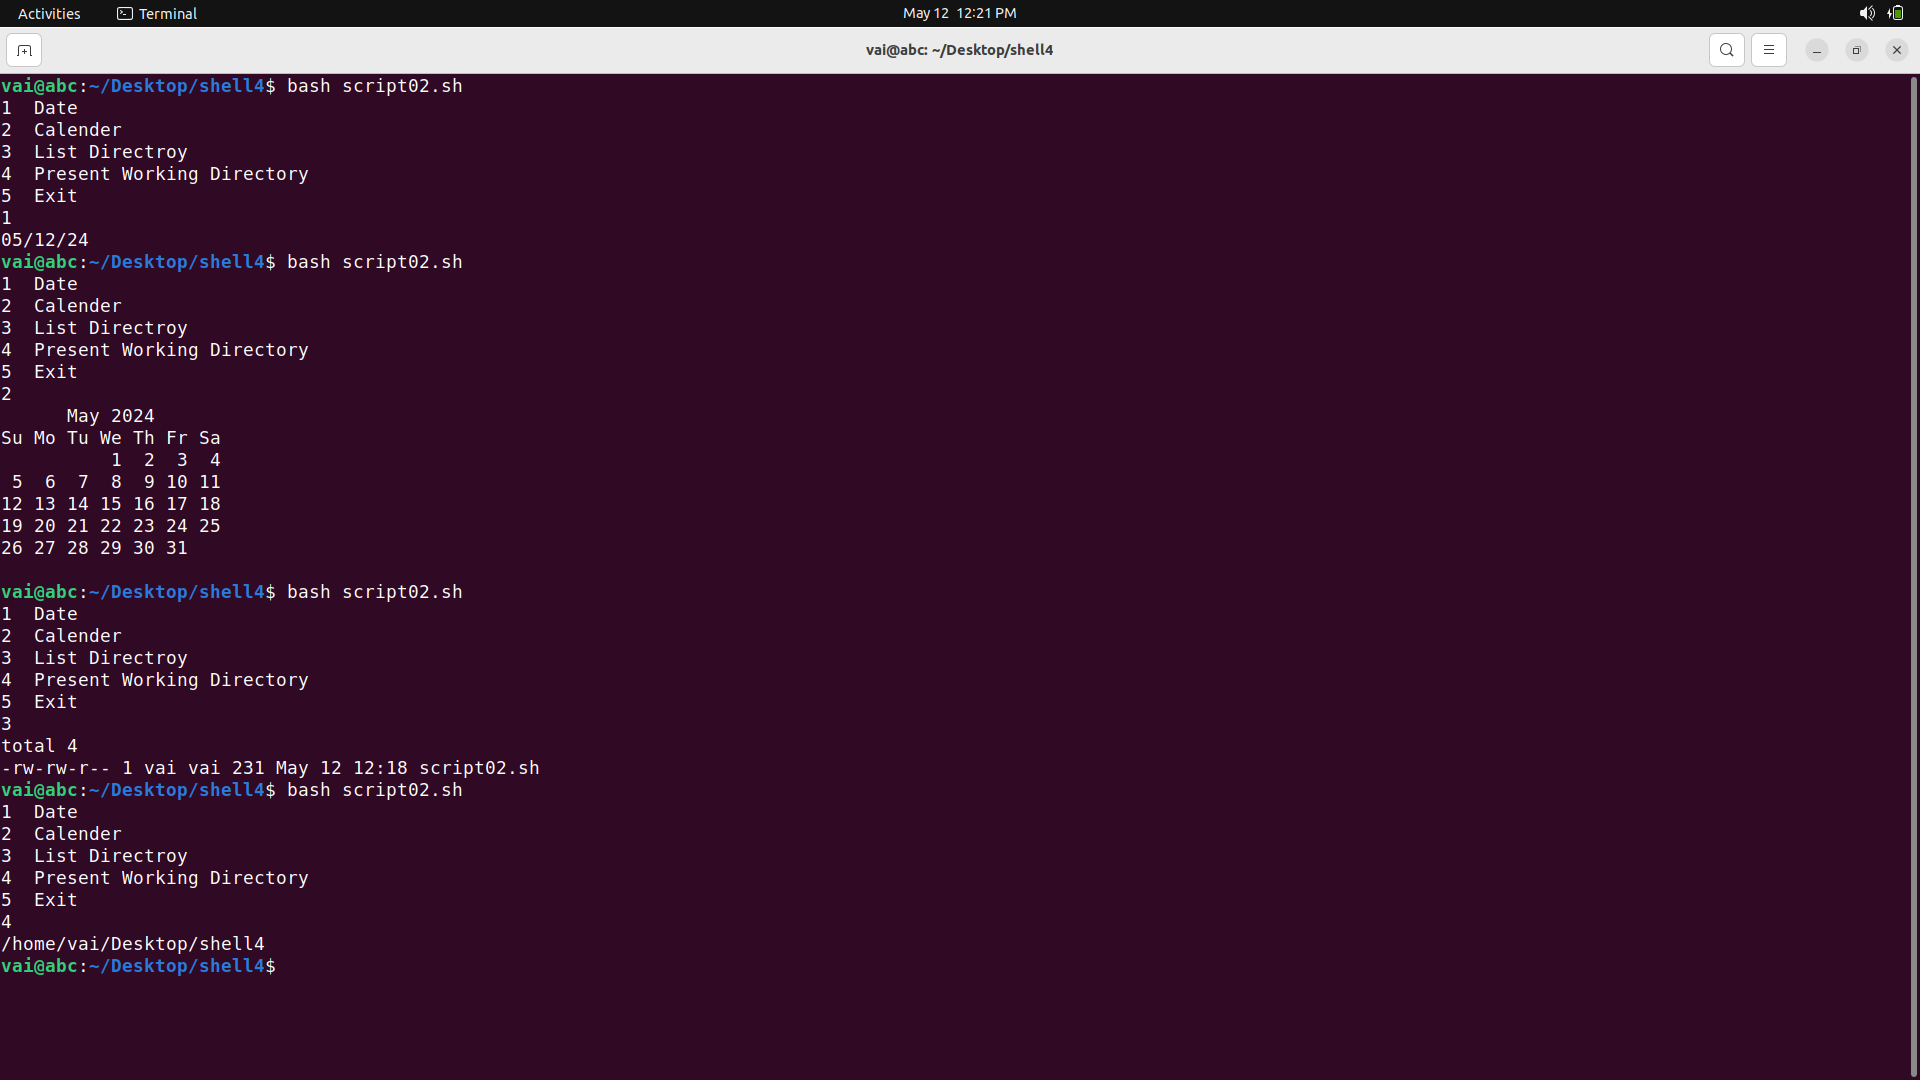 Activities Terminal May 12 12:21 PM
vai@abc: ~/Desktop/shell4
vai@abc:~/Desktop/shell4$ bash script02.sh
1  Date
2  Calender
3  List Directroy
4  Present Working Directory
5  Exit
1
05/12/24
vai@abc:~/Desktop/shell4$ bash script02.sh
1  Date
2  Calender
3  List Directroy
4  Present Working Directory
5  Exit
2
      May 2024
Su Mo Tu We Th Fr Sa
          1  2  3  4
 5  6  7  8  9 10 11
12 13 14 15 16 17 18
19 20 21 22 23 24 25
26 27 28 29 30 31
vai@abc:~/Desktop/shell4$ bash script02.sh
1  Date
2  Calender
3  List Directroy
4  Present Working Directory
5  Exit
3
total 4
-rw-rw-r-- 1 vai vai 231 May 12 12:18 script02.sh
vai@abc:~/Desktop/shell4$ bash script02.sh
1  Date
2  Calender
3  List Directroy
4  Present Working Directory
5  Exit
4
/home/vai/Desktop/shell4
vai@abc:~/Desktop/shell4$